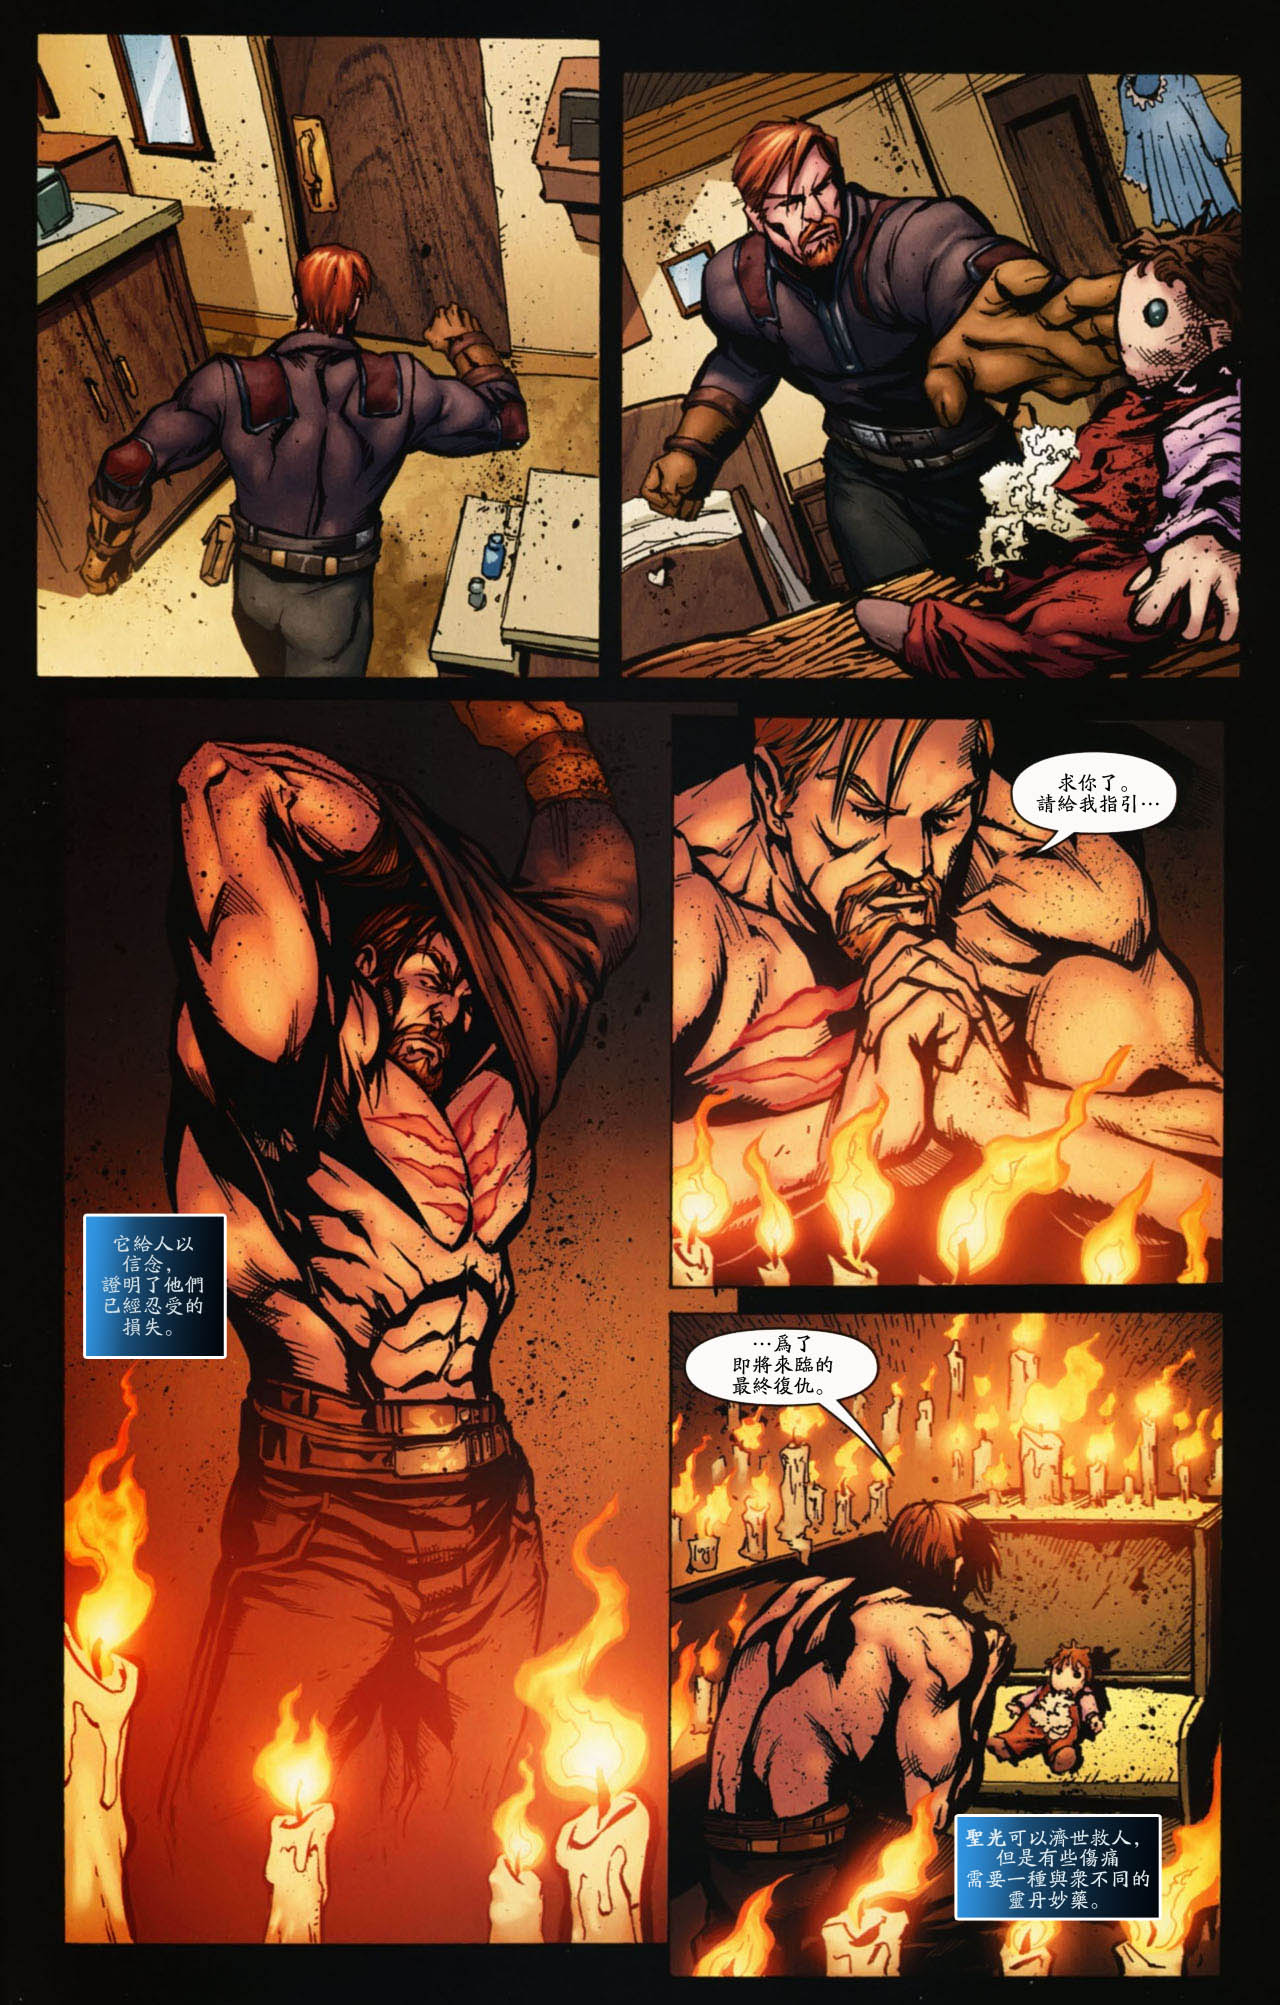 求你了。
請給我指引…
它給人以
信念，
證明了他們
已經忍受的
損失。
…爲了
即將來臨的
最終復仇。
聖光可以濟世救人，
但是有些傷痛
需要一種與衆不同的
靈丹妙藥。